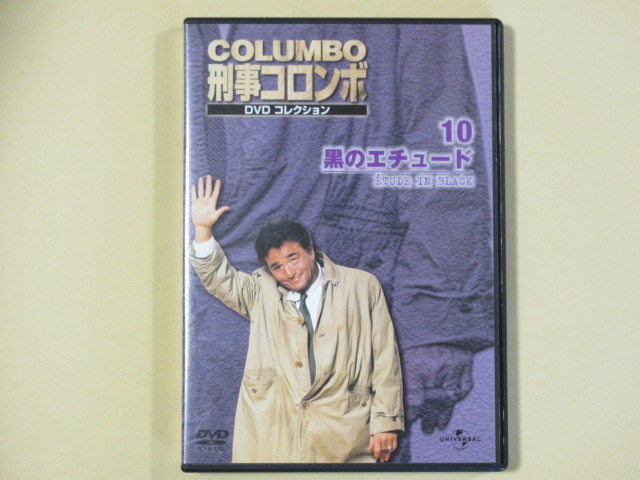 COLUMBO
刑事コロンボ
DVD コレクション
10
黒のエチュード
ÉTUDE IN BLACK
DVD
VIDEO
UNIVERSAL